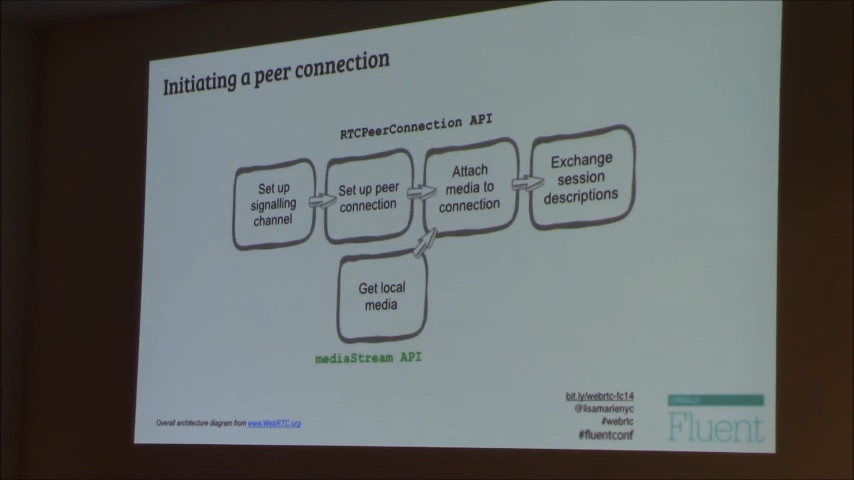 Initiating a peer connection
RTCPeerConnection API
Set up
signalling
channel
Set up peer
connection
Attach
media to
connection
Exchange
session
descriptions
Get local
media
mediaStream API
Overall architecture diagram from www.WebRTC.org
bit.ly/webrtc-fc14
@lisamarienyc
#webrtc
#fluentconf
O'REILLY
Fluent